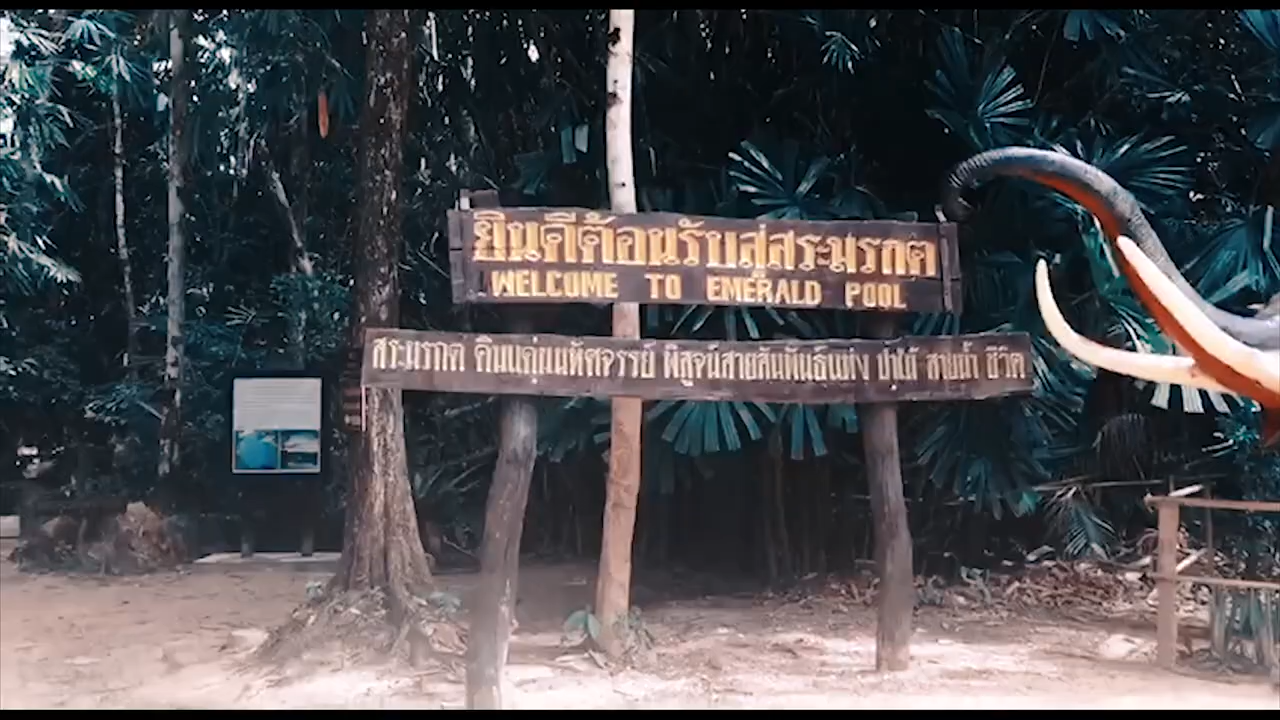 ยินดีต้อนรับสู่สระมรกต
WELCOME TO EMERALD POOL
สระมรกต ดินแดนมหัศจรรย์ พิสูจน์สายสัมพันธ์แห่ง ป่าไม้ สายน้ำ ชีวิต